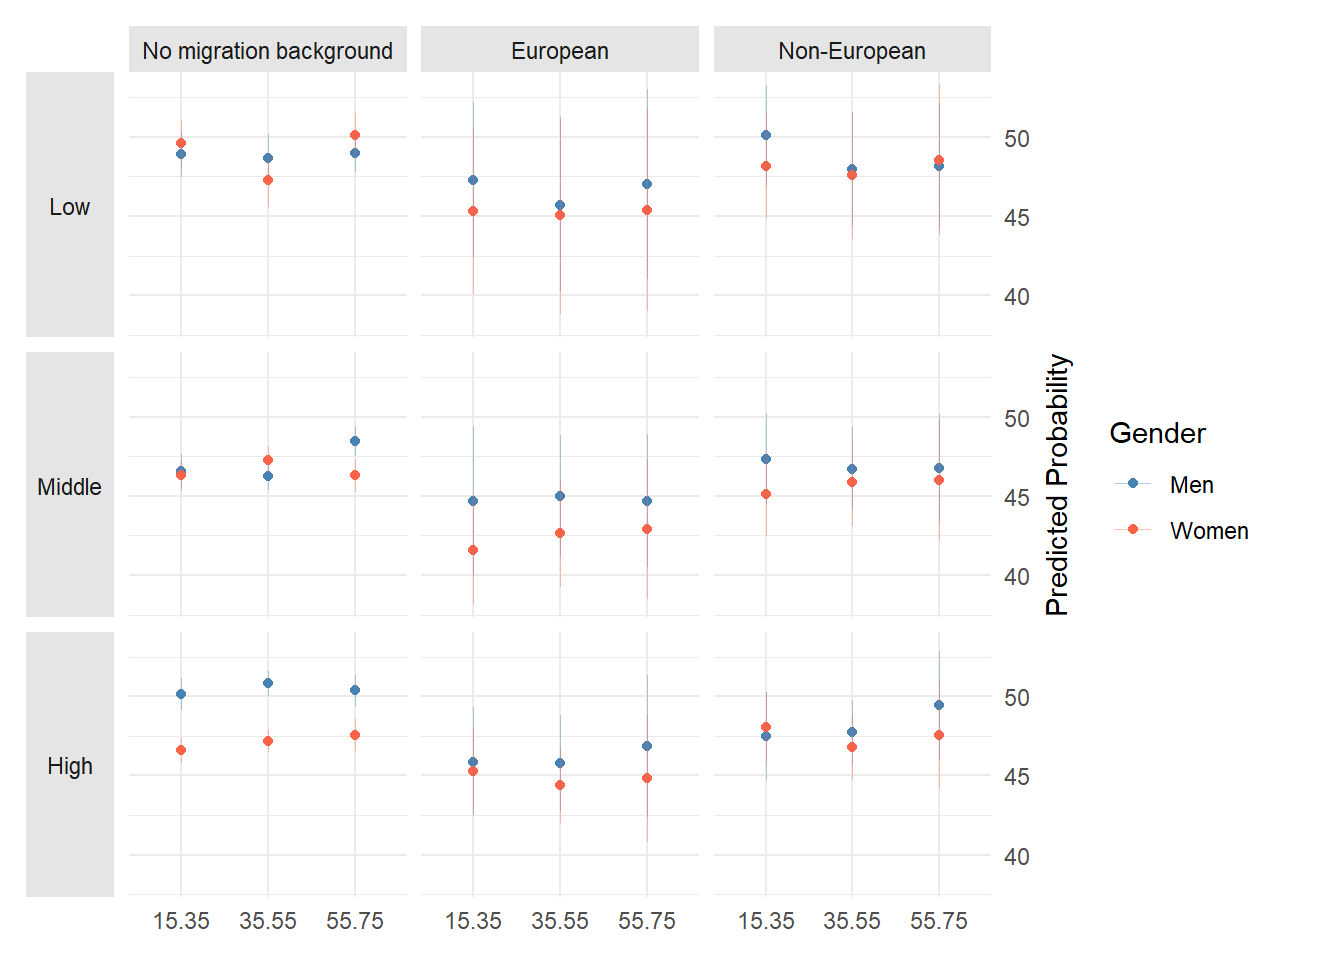 No migration background European Non-European
Low
50
45
40
Middle
50
45
40
High
50
45
40
15.35 35.55 55.75 15.35 35.55 55.75 15.35 35.55 55.75
Predicted Probability
Gender
Men
Women